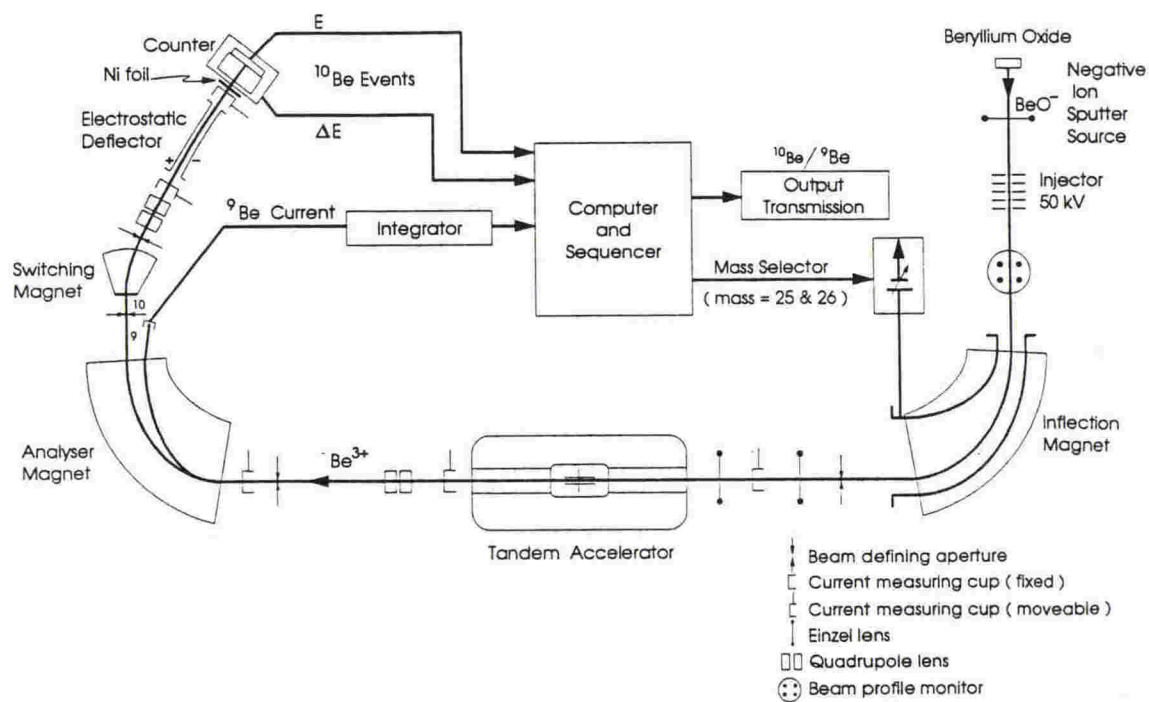 E
Counter
Ni foil
¹⁰Be Events
Electrostatic
Deflector
ΔE
+
−
⁹Be Current
Integrator
Switching
Magnet
10
9
Computer
and
Sequencer
¹⁰Be / ⁹Be
Output
Transmission
Mass Selector
( mass = 25 & 26 )
Beryllium Oxide
BeO⁻
Negative
Ion
Sputter
Source
Injector
50 kV
Inflection
Magnet
Analyser
Magnet
Be³⁺
Tandem Accelerator
Beam defining aperture
Current measuring cup ( fixed )
Current measuring cup ( moveable )
Einzel lens
Quadrupole lens
Beam profile monitor